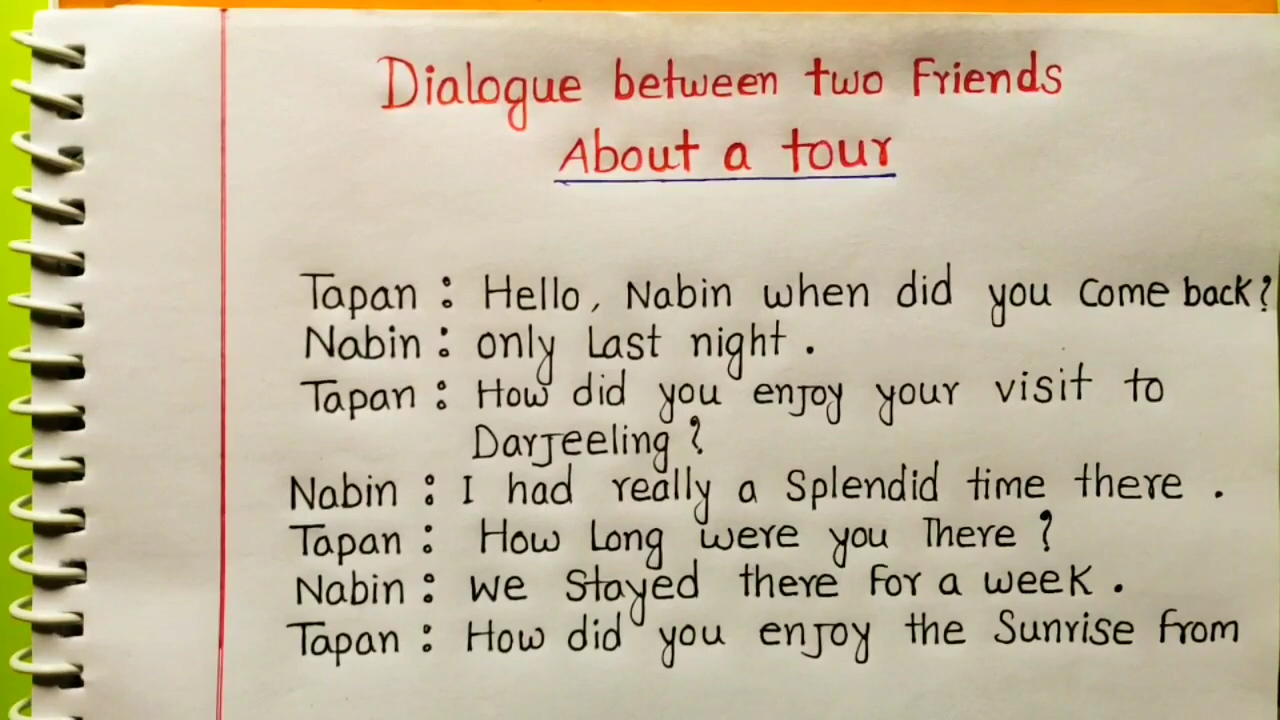 Dialogue between two Friends
About a tour
Tapan : Hello, Nabin when did you Come back?
Nabin : only Last night .
Tapan : How did you enjoy your visit to
Darjeeling ?
Nabin : I had really a Splendid time there .
Tapan : How Long were you There ?
Nabin : We Stayed there For a week .
Tapan : How did you enjoy the Sunrise From